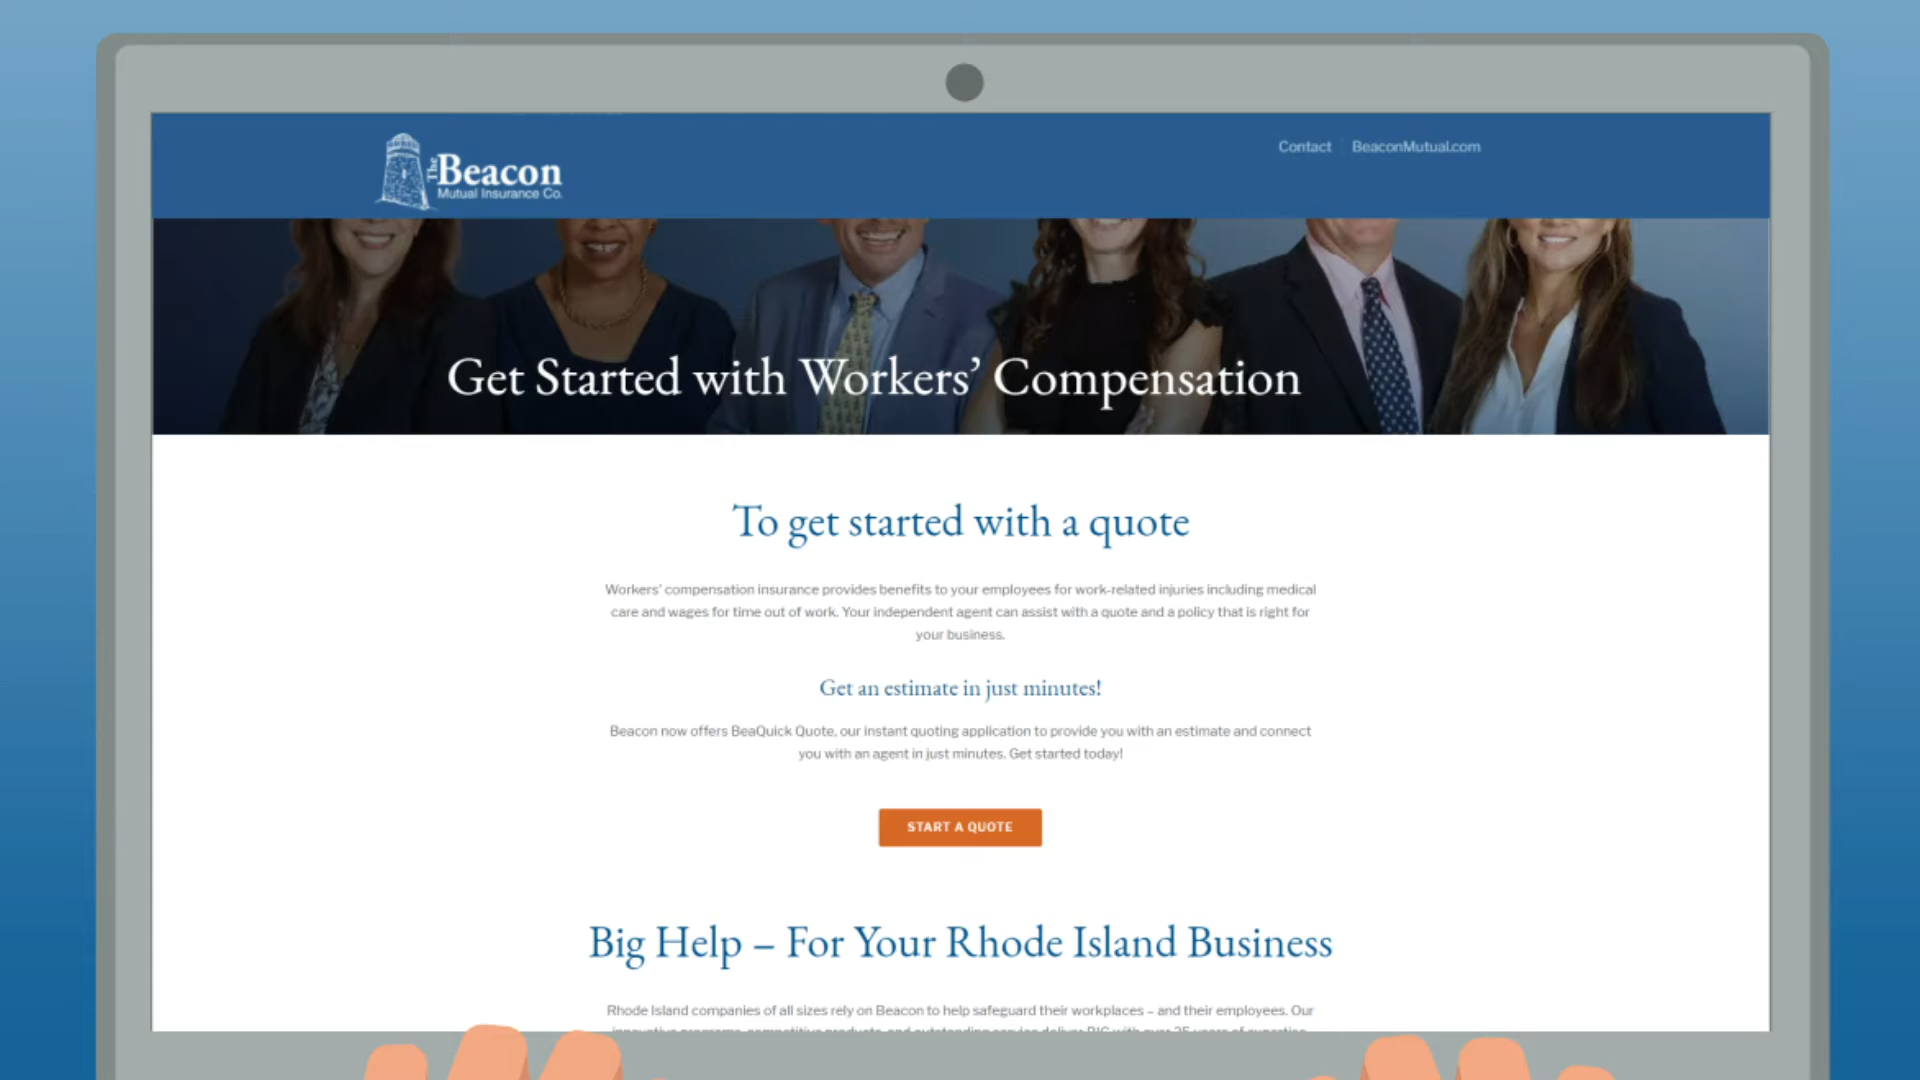 The Beacon
Mutual Insurance Co.
Contact
BeaconMutual.com
Get Started with Workers’ Compensation
To get started with a quote
Workers’ compensation insurance provides benefits to your employees for work-related injuries including medical
care and wages for time out of work. Your independent agent can assist with a quote and a policy that is right for
your business.
Get an estimate in just minutes!
Beacon now offers BeaQuick Quote, our instant quoting application to provide you with an estimate and connect
you with an agent in just minutes. Get started today!
START A QUOTE
Big Help – For Your Rhode Island Business
Rhode Island companies of all sizes rely on Beacon to help safeguard their workplaces – and their employees. Our